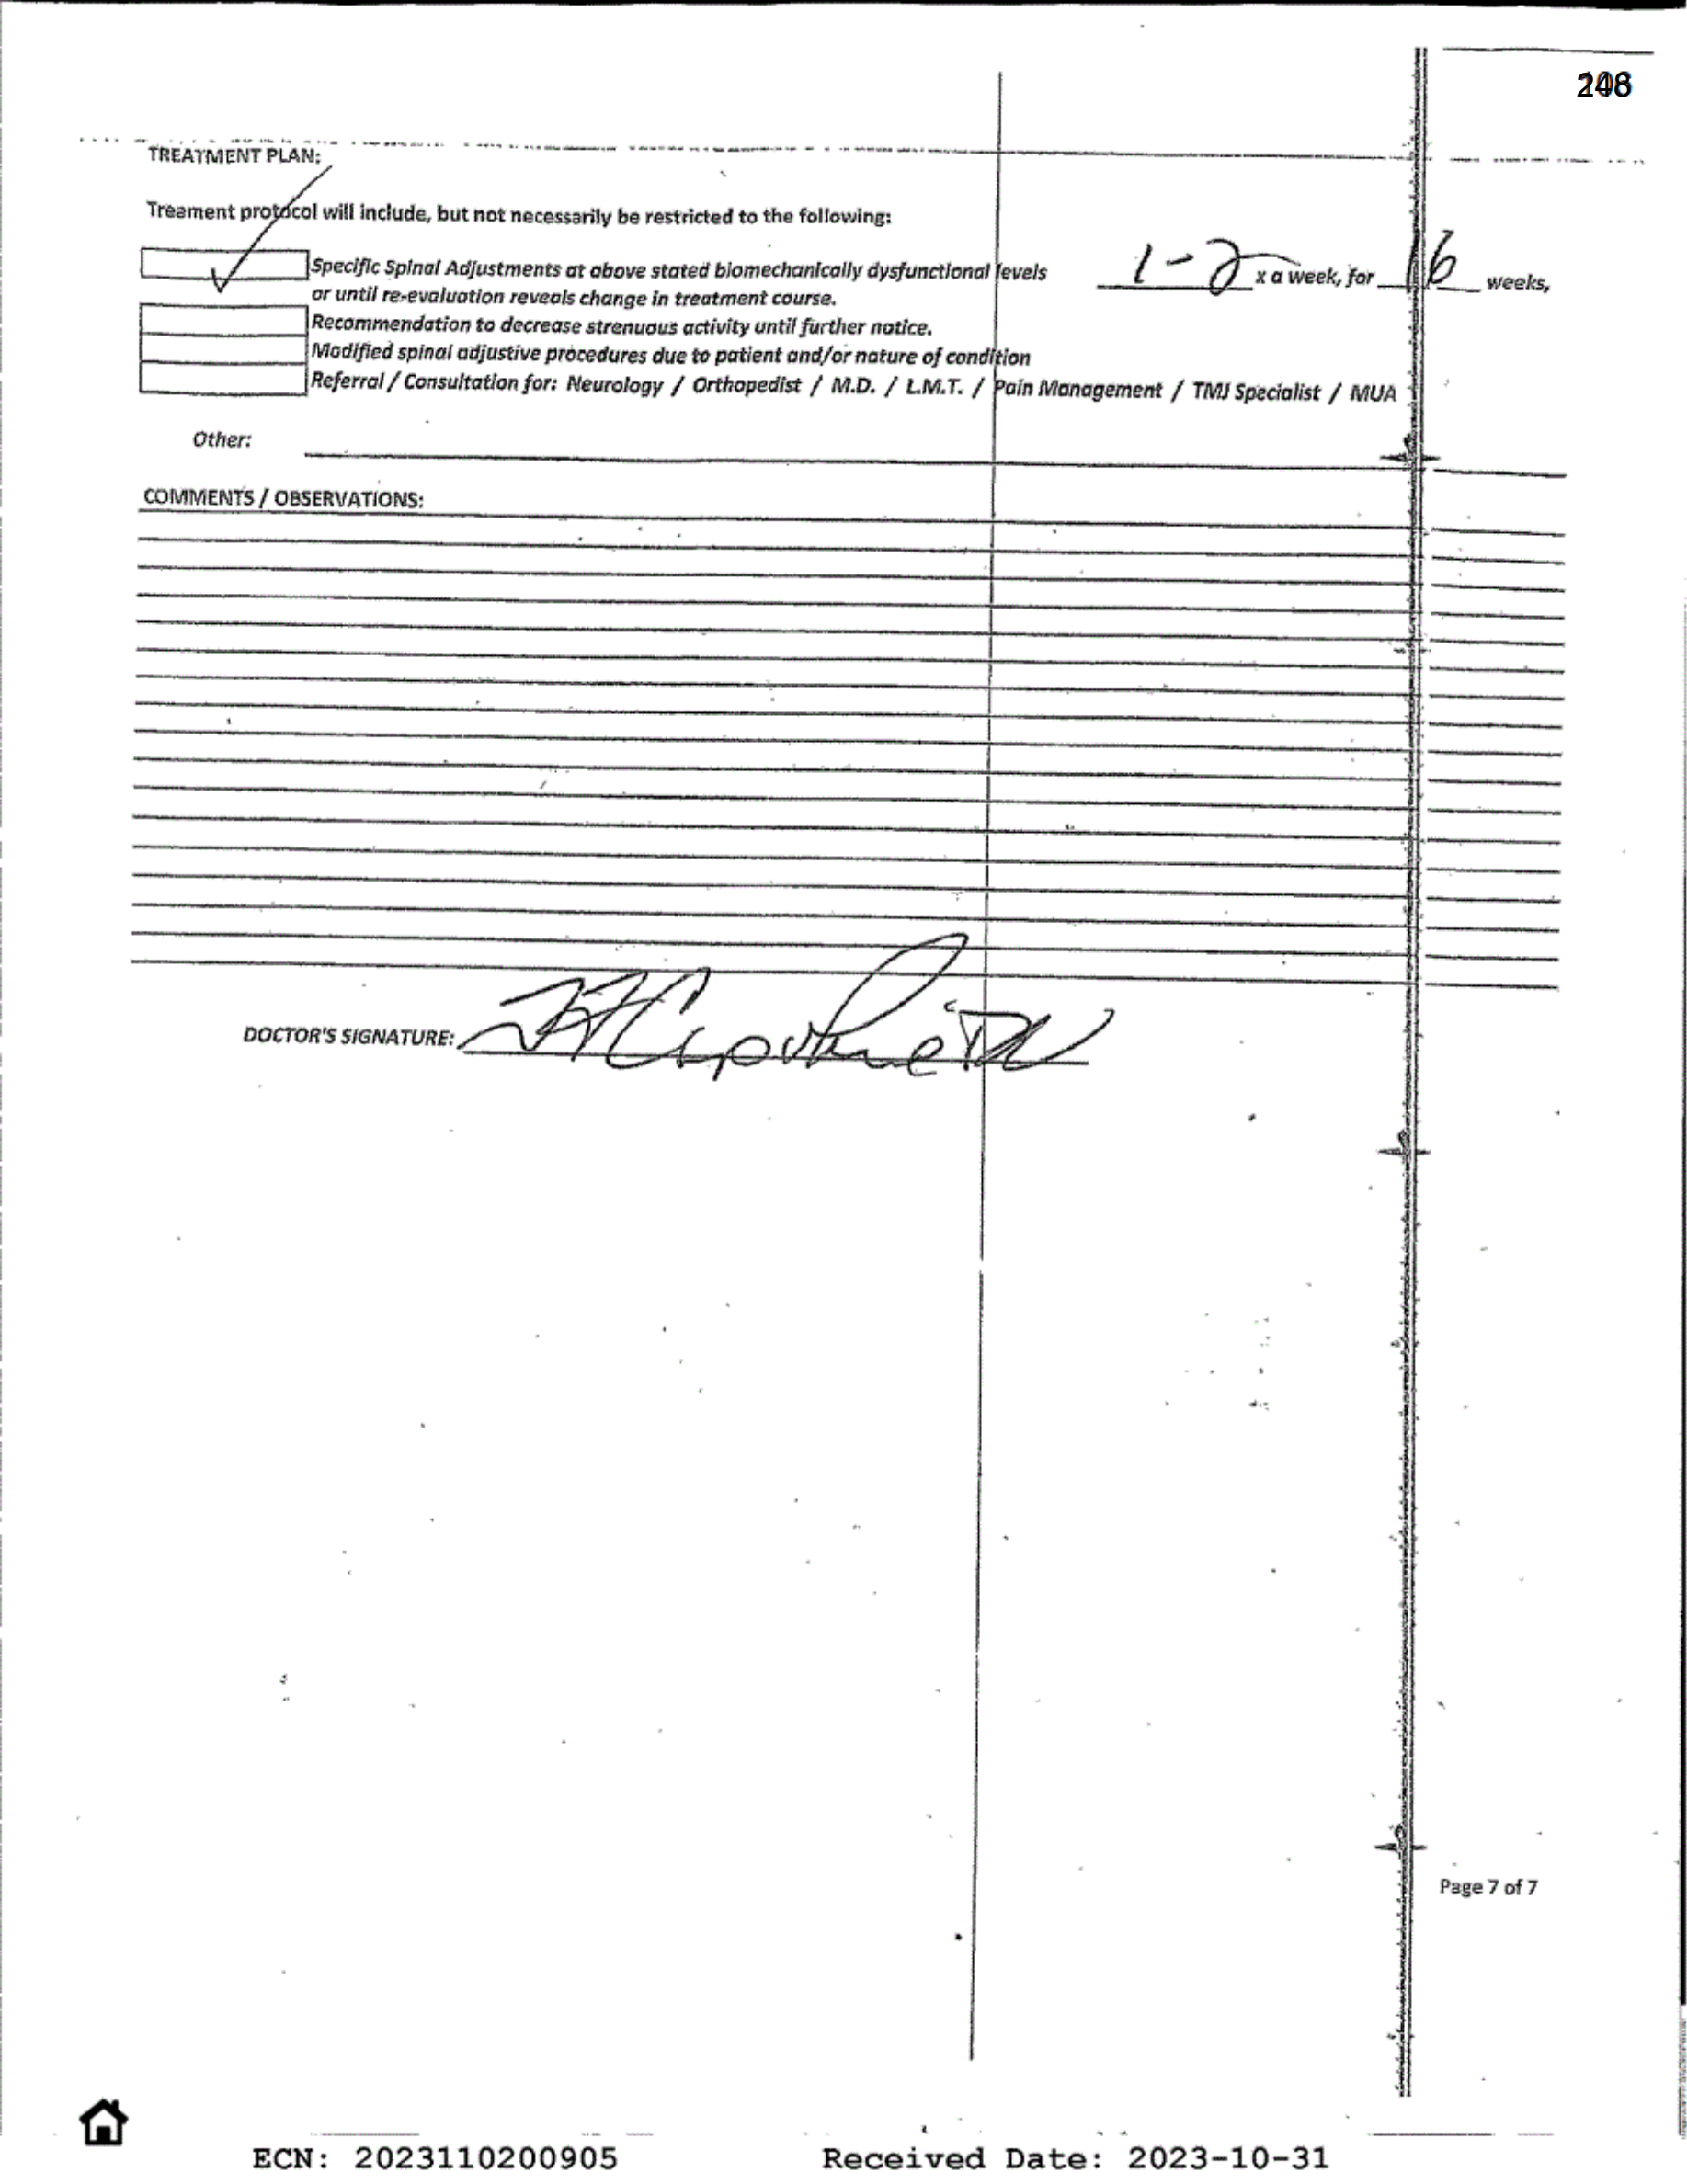 TREATMENT PLAN:
Treament protocol will include, but not necessarily be restricted to the following:
Specific Spinal Adjustments at above stated biomechanically dysfunctional levels 1-2 x a week, for 16 weeks,
or until re-evaluation reveals change in treatment course.
Recommendation to decrease strenuous activity until further notice.
Modified spinal adjustive procedures due to patient and/or nature of condition
Referral / Consultation for: Neurology / Orthopedist / M.D. / L.M.T. / Pain Management / TMJ Specialist / MUA
Other:
COMMENTS / OBSERVATIONS:
DOCTOR'S SIGNATURE:
Page 7 of 7
ECN: 2023110200905 Received Date: 2023-10-31